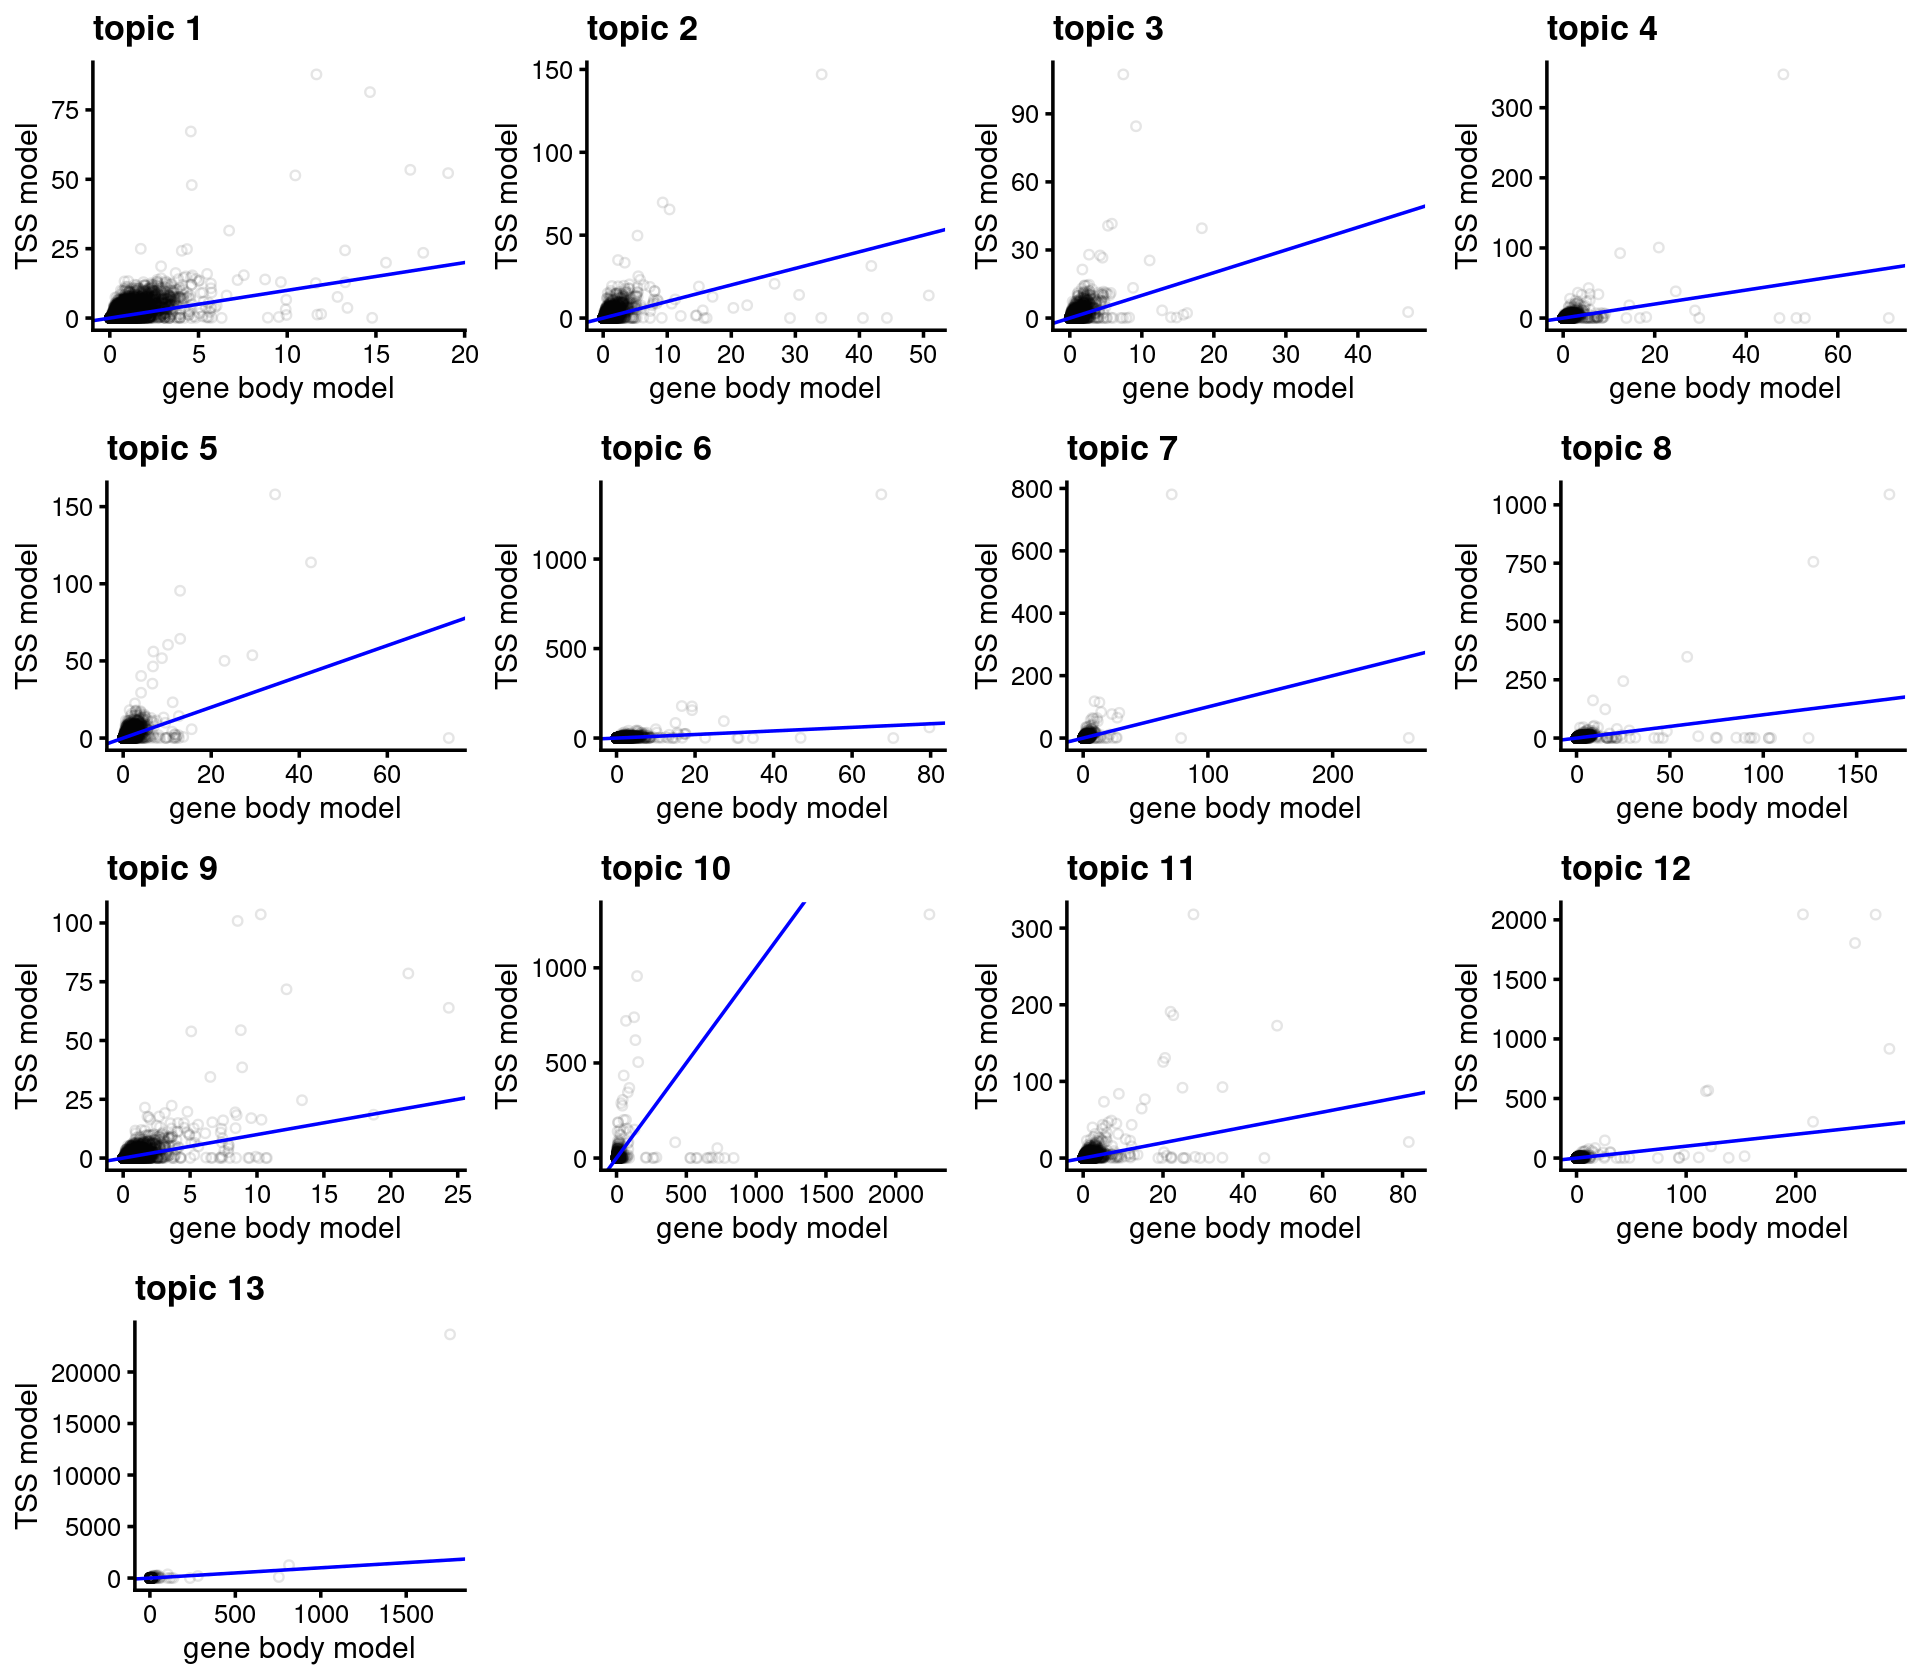 topic 1
topic 2
topic 3
topic 4
75
50
25
0
TSS model
0 5 10 15 20
gene body model
150
100
50
0
TSS model
0 10 20 30 40 50
gene body model
90
60
30
0
TSS model
0 10 20 30 40
gene body model
300
200
100
0
TSS model
0 20 40 60
gene body model
topic 5
topic 6
topic 7
topic 8
150
100
50
0
TSS model
0 20 40 60
gene body model
1000
500
0
TSS model
0 20 40 60 80
gene body model
800
600
400
200
0
TSS model
0 100 200
gene body model
1000
750
500
250
0
TSS model
0 50 100 150
gene body model
topic 9
topic 10
topic 11
topic 12
100
75
50
25
0
TSS model
0 5 10 15 20 25
gene body model
1000
500
0
TSS model
0 500 1000 1500 2000
gene body model
300
200
100
0
TSS model
0 20 40 60 80
gene body model
2000
1500
1000
500
0
TSS model
0 100 200
gene body model
topic 13
20000
15000
10000
5000
0
TSS model
0 500 1000 1500
gene body model